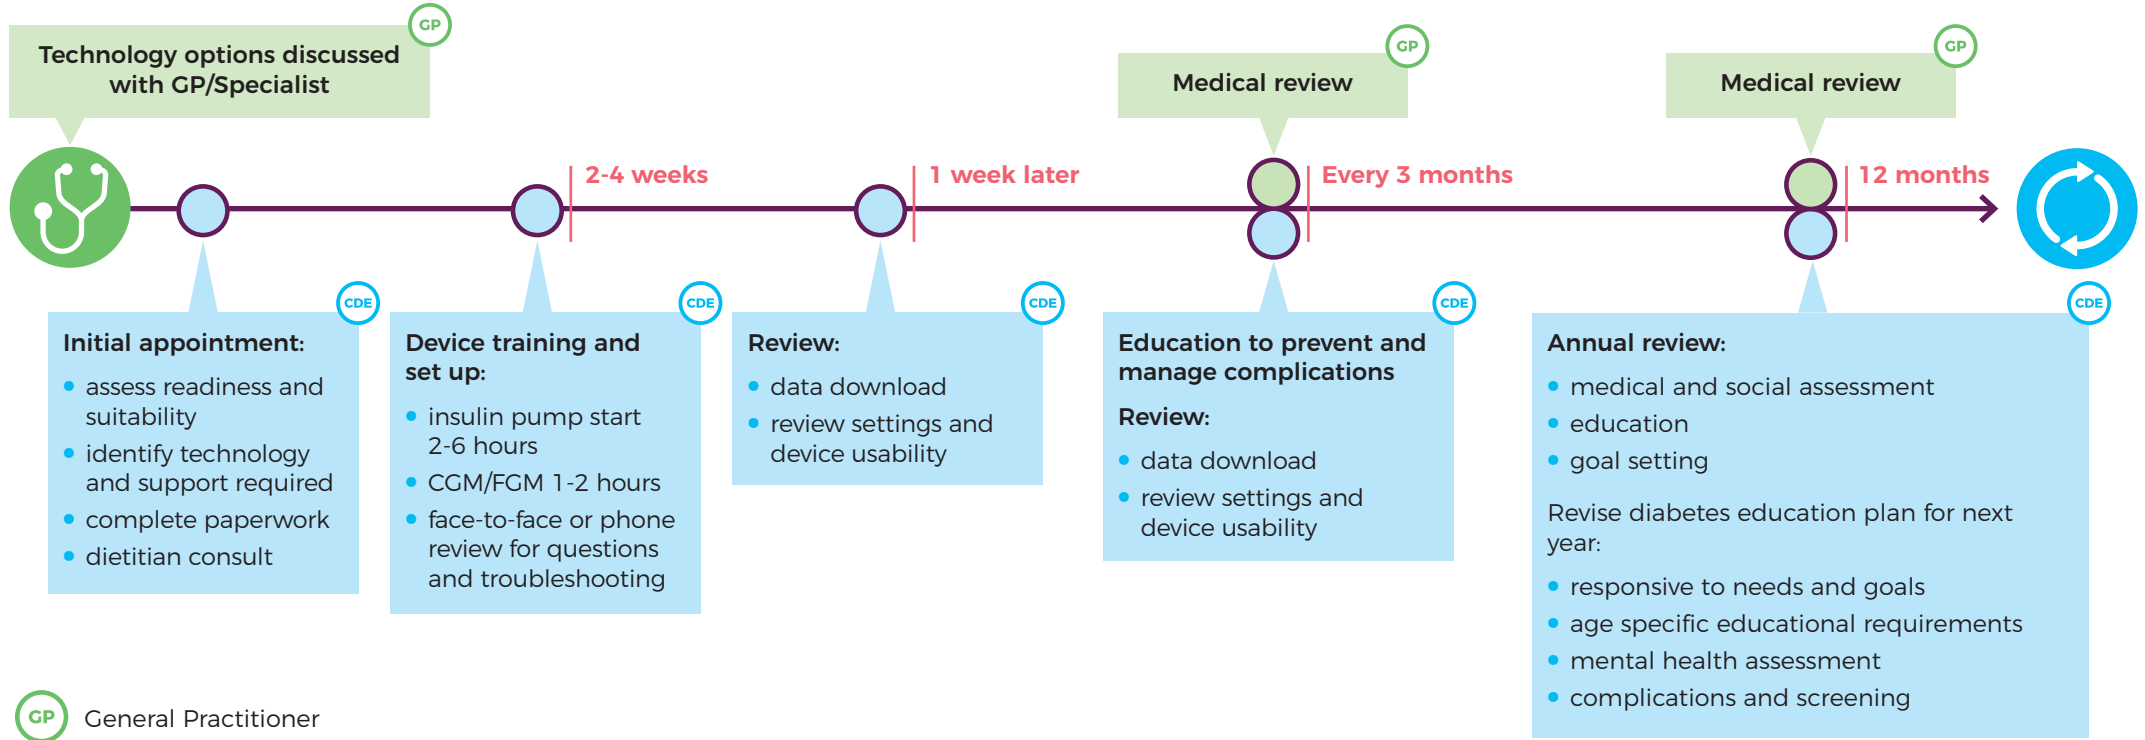 GP
Technology options discussed
with GP/Specialist
GP
Medical review
GP
Medical review
2-4 weeks
1 week later
Every 3 months
12 months
CDE
Initial appointment:
• assess readiness and
suitability
• identify technology
and support required
• complete paperwork
• dietitian consult
CDE
Device training and
set up:
• insulin pump start
2-6 hours
• CGM/FGM 1-2 hours
• face-to-face or phone
review for questions
and troubleshooting
CDE
Review:
• data download
• review settings and
device usability
CDE
Education to prevent and
manage complications
Review:
• data download
• review settings and
device usability
CDE
Annual review:
• medical and social assessment
• education
• goal setting
Revise diabetes education plan for next
year:
• responsive to needs and goals
• age specific educational requirements
• mental health assessment
• complications and screening
GP General Practitioner